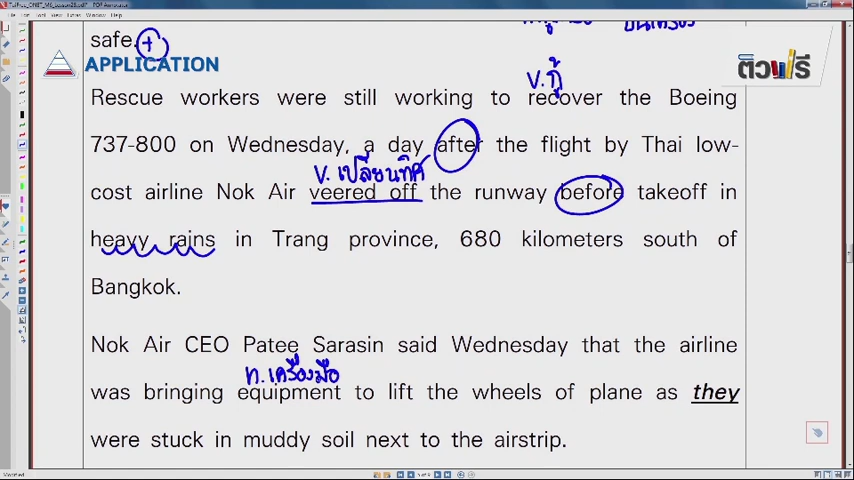 safe. +
APPLICATION
ติวฟรี
v. กู้
Rescue workers were still working to recover the Boeing
737-800 on Wednesday, a day after the flight by Thai low-
v. เปลี่ยนทิศ
cost airline Nok Air veered off the runway before takeoff in
heavy rains in Trang province, 680 kilometers south of
Bangkok.
Nok Air CEO Patee Sarasin said Wednesday that the airline
n. เครื่องมือ
was bringing equipment to lift the wheels of plane as they
were stuck in muddy soil next to the airstrip.